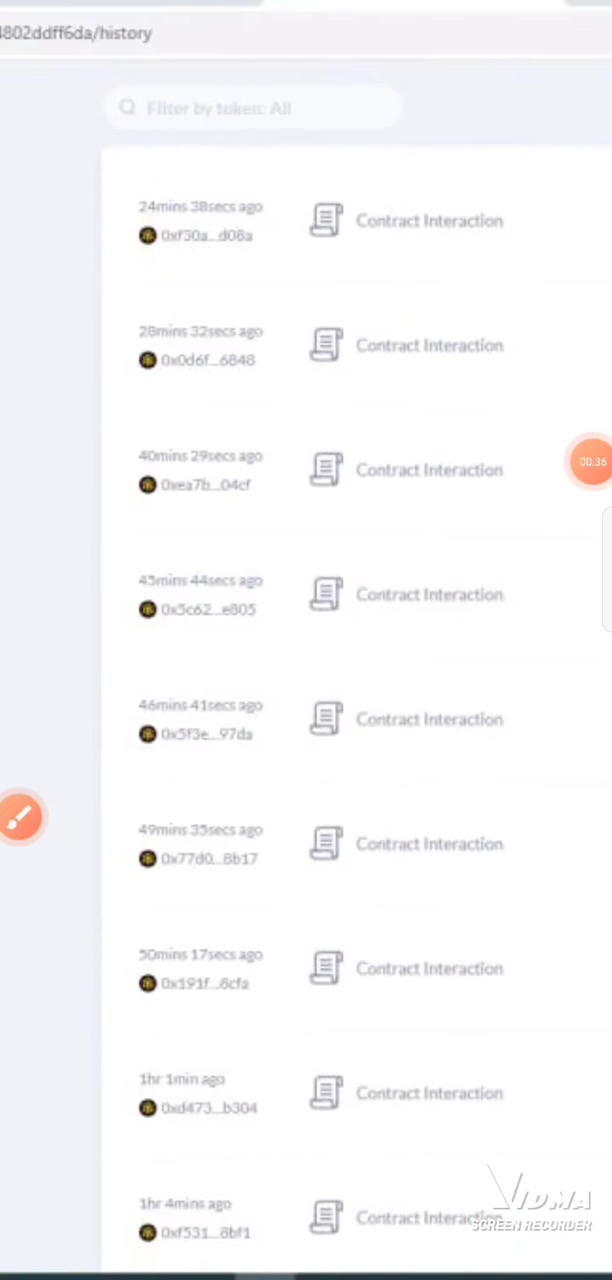 4802ddff6da/history
Filter by token: All
24mins 38secs ago
0xf30a...d08a
Contract Interaction
28mins 32secs ago
0x0d6f...6848
Contract Interaction
40mins 29secs ago
0xea7b...04cf
Contract Interaction
00:36
45mins 44secs ago
0x5c62...e805
Contract Interaction
46mins 41secs ago
0x5f3e...97da
Contract Interaction
49mins 35secs ago
0x77d0...8b17
Contract Interaction
50mins 17secs ago
0x191f...8cfa
Contract Interaction
1hr 1min ago
0xd473...b304
Contract Interaction
1hr 4mins ago
0xf531...8bf1
Contract Interaction
VIDMA
SCREEN RECORDER